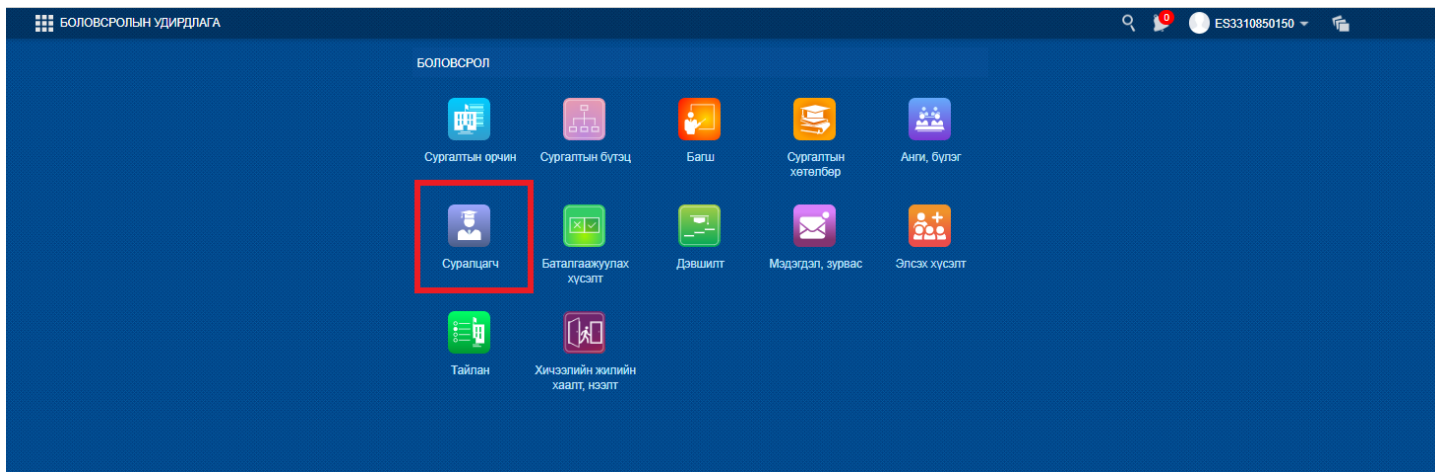 БОЛОВСРОЛЫН УДИРДЛАГА
0
ES3310850150
БОЛОВСРОЛ
Сургалтын орчин
Сургалтын бүтэц
Багш
Сургалтын
хөтөлбөр
Анги, бүлэг
Суралцагч
Баталгаажуулах
хүсэлт
Дэвшилт
Мэдэгдэл, зурвас
Элсэх хүсэлт
Тайлан
Хичээлийн жилийн
хаалт, нээлт